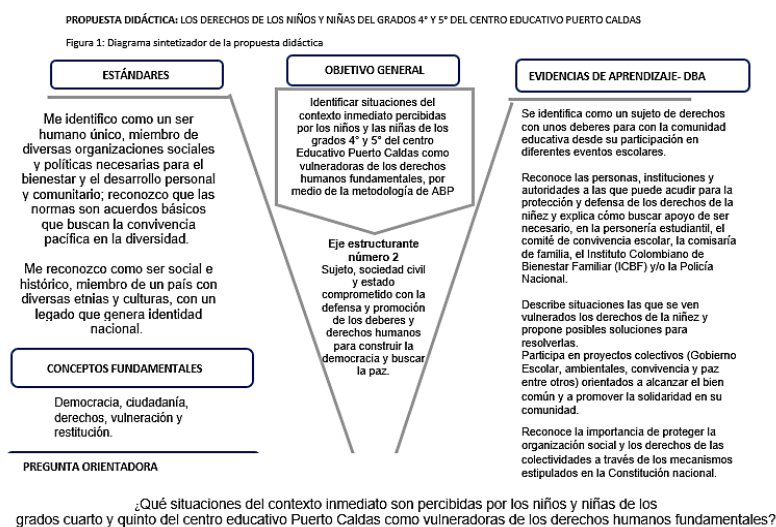 PROPUESTA DIDÁCTICA: LOS DERECHOS DE LOS NIÑOS Y NIÑAS DEL GRADOS 4° Y 5° DEL CENTRO EDUCATIVO PUERTO CALDAS
Figura 1: Diagrama sintetizador de la propuesta didáctica
ESTÁNDARES
Me identifico como un ser
humano único, miembro de
diversas organizaciones sociales
y políticas necesarias para el
bienestar y el desarrollo personal
y comunitario; reconozco que las
normas son acuerdos básicos
que buscan la convivencia
pacífica en la diversidad.
Me reconozco como ser social e
histórico, miembro de un país con
diversas etnias y culturas, con un
legado que genera identidad
nacional.
CONCEPTOS FUNDAMENTALES
Democracia, ciudadanía,
derechos, vulneración y
restitución.
OBJETIVO GENERAL
Identificar situaciones del
contexto inmediato percibidas
por los niños y las niñas de los
grados 4° y 5° del centro
Educativo Puerto Caldas como
vulneradoras de los derechos
humanos fundamentales, por
medio de la metodología de ABP
Eje estructurante
número 2
Sujeto, sociedad civil
y estado
comprometido con la
defensa y promoción
de los deberes y
derechos humanos
para construir la
democracia y buscar
la paz.
EVIDENCIAS DE APRENDIZAJE- DBA
Se identifica como un sujeto de derechos
con unos deberes para con la comunidad
educativa desde su participación en
diferentes eventos escolares.
Reconoce las personas, instituciones y
autoridades a las que puede acudir para la
protección y defensa de los derechos de la
niñez y explica cómo buscar apoyo de ser
necesario, en la personería estudiantil, el
comité de convivencia escolar, la comisaría
de familia, el Instituto Colombiano de
Bienestar Familiar (ICBF) y/o la Policía
Nacional.
Describe situaciones las que se ven
vulnerados los derechos de la niñez y
propone posibles soluciones para
resolverlas.
Participa en proyectos colectivos (Gobierno
Escolar, ambientales, convivencia y paz
entre otros) orientados a alcanzar el bien
común y a promover la solidaridad en su
comunidad.
Reconoce la importancia de proteger la
organización social y los derechos de las
colectividades a través de los mecanismos
estipulados en la Constitución nacional.
PREGUNTA ORIENTADORA
¿Qué situaciones del contexto inmediato son percibidas por los niños y niñas de los
grados cuarto y quinto del centro educativo Puerto Caldas como vulneradoras de los derechos humanos fundamentales?